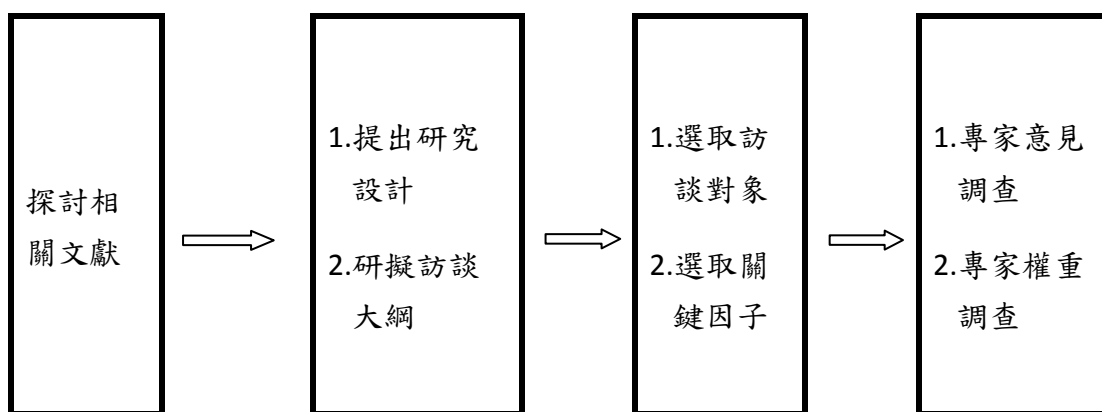 探討相
關文獻
1.提出研究
設計
2.研擬訪談
大綱
1.選取訪
談對象
2.選取關
鍵因子
1.專家意見
調查
2.專家權重
調查